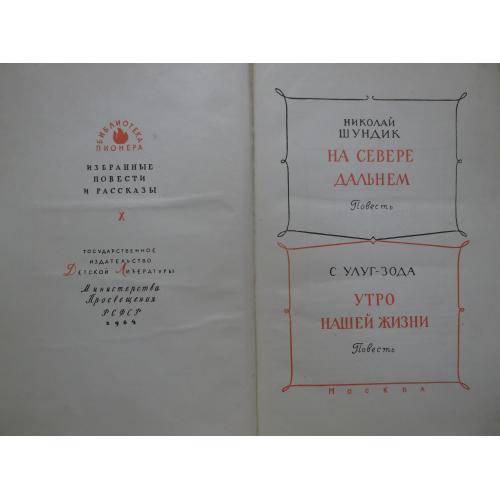 БИБЛИОТЕКА
ПИОНЕРА
ИЗБРАННЫЕ
ПОВЕСТИ
И РАССКАЗЫ
X
ГОСУДАРСТВЕННОЕ
ИЗДАТЕЛЬСТВО
ДЕТСКОЙ ЛИТЕРАТУРЫ
Министерства
Просвещения
РСФСР
НИКОЛАЙ
ШУНДИК
НА СЕВЕРЕ
ДАЛЬНЕМ
Повесть
С. УЛУГ-ЗОДА
УТРО
НАШЕЙ ЖИЗНИ
Повесть
МОСКВА